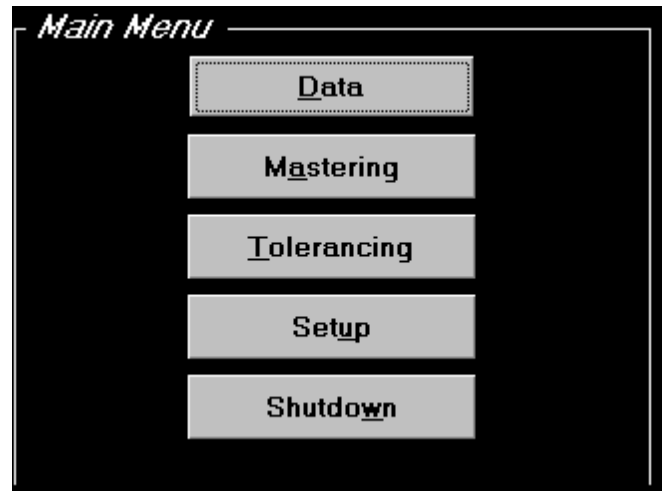 Main Menu
Data
Mastering
Tolerancing
Setup
Shutdown